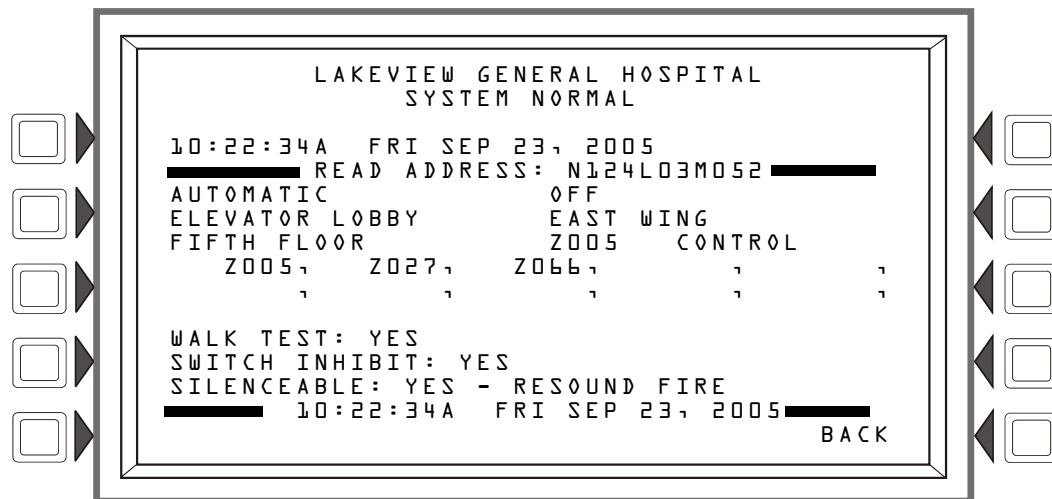 LAKEVIEW GENERAL HOSPITAL
SYSTEM NORMAL
10:22:34A FRI SEP 23, 2005
READ ADDRESS: N124L03M052
AUTOMATIC OFF
ELEVATOR LOBBY EAST WING
FIFTH FLOOR Z005 CONTROL
Z005, Z027, Z066, , ,
, , , , ,
WALK TEST: YES
SWITCH INHIBIT: YES
SILENCEABLE: YES - RESOUND FIRE
10:22:34A FRI SEP 23, 2005
BACK